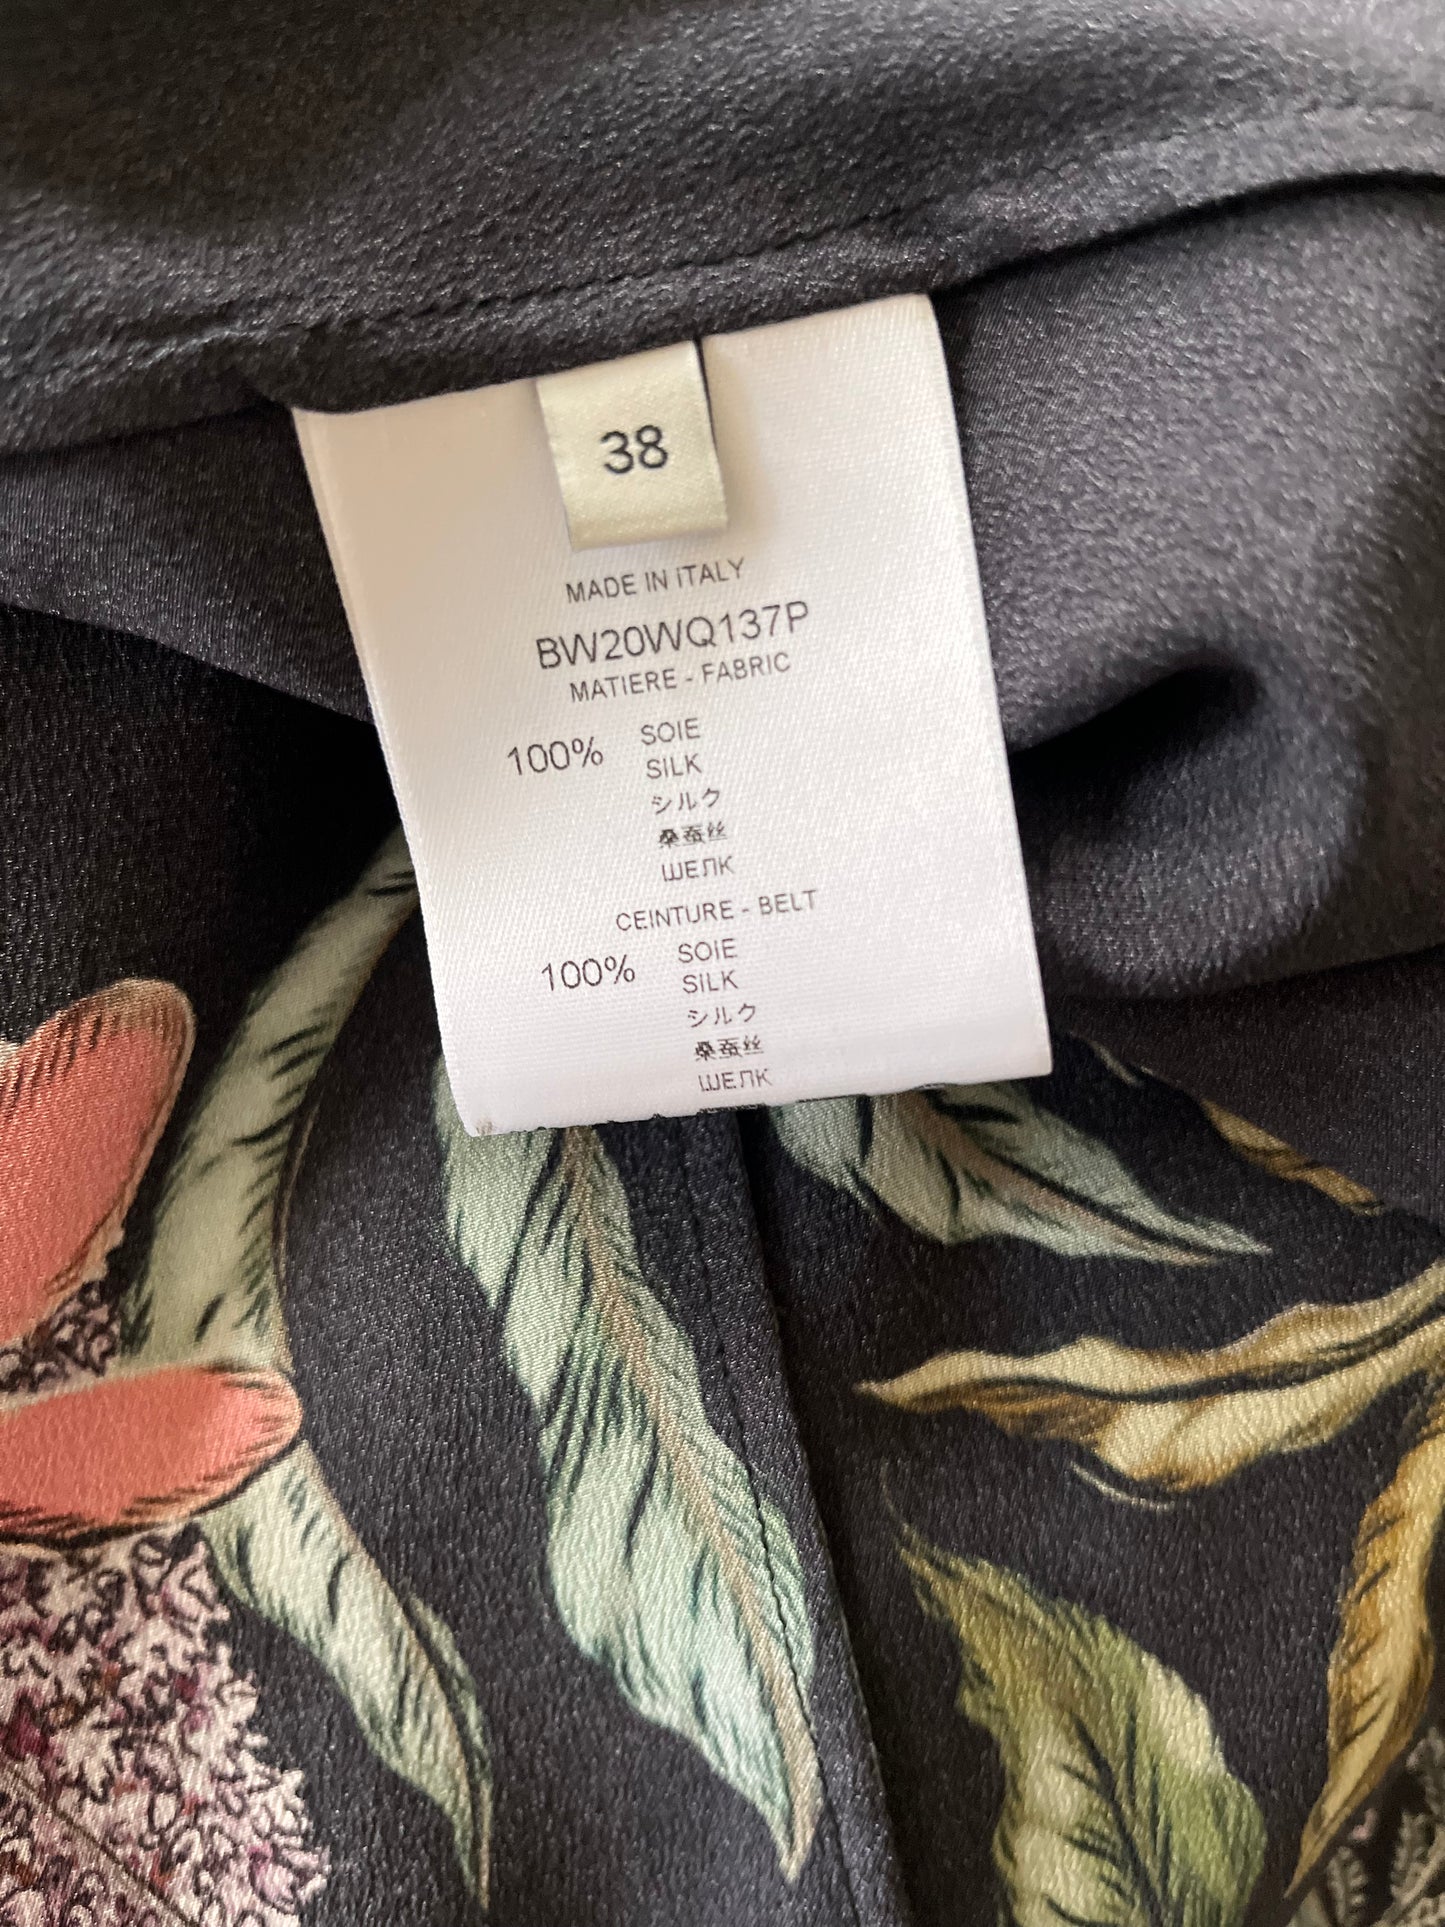 38
MADE IN ITALY
BW20WQ137P
MATIERE - FABRIC
100% SOIE
SILK
シルク
桑蚕丝
ШЕЛК
CEINTURE - BELT
100% SOIE
SILK
シルク
桑蚕丝
ШЕЛК